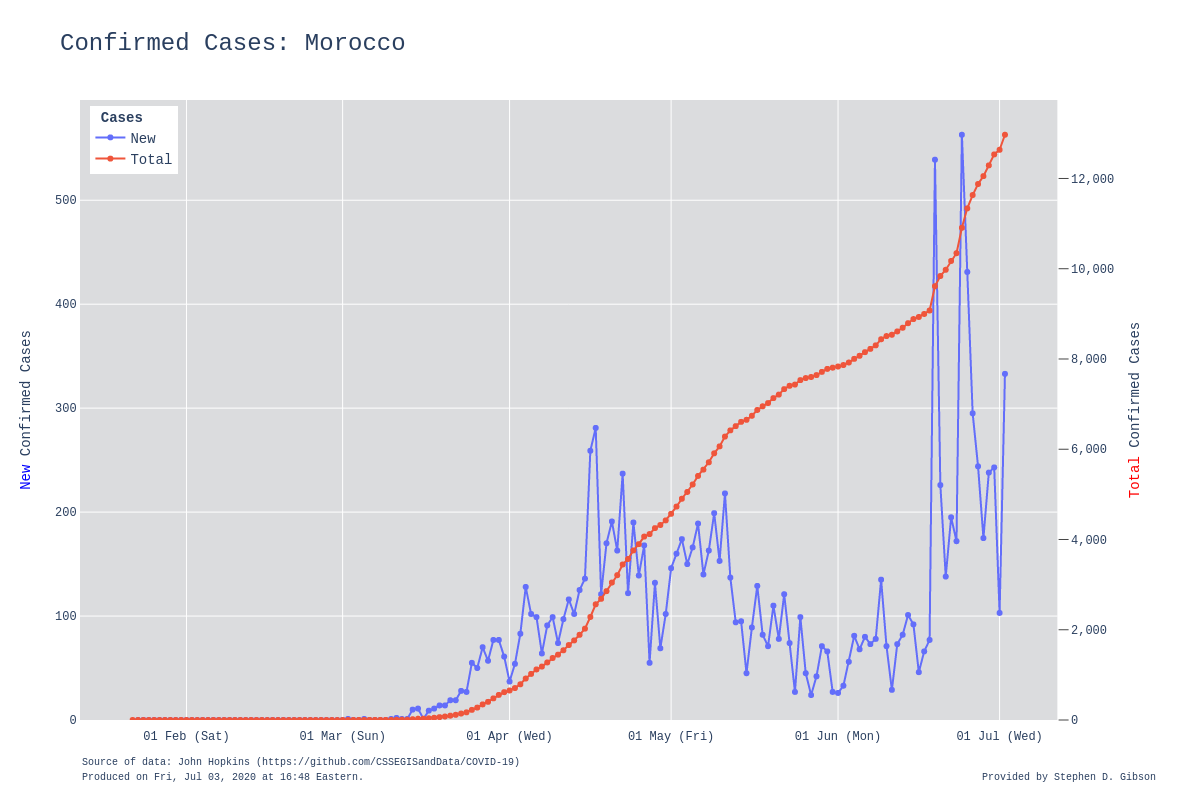 Confirmed Cases: Morocco
Cases
New
Total
500
400
300
200
100
0
New Confirmed Cases
12,000
10,000
8,000
6,000
4,000
2,000
0
Total Confirmed Cases
01 Feb (Sat)
01 Mar (Sun)
01 Apr (Wed)
01 May (Fri)
01 Jun (Mon)
01 Jul (Wed)
Source of data: John Hopkins (https://github.com/CSSEGISandData/COVID-19)
Produced on Fri, Jul 03, 2020 at 16:48 Eastern.
Provided by Stephen D. Gibson